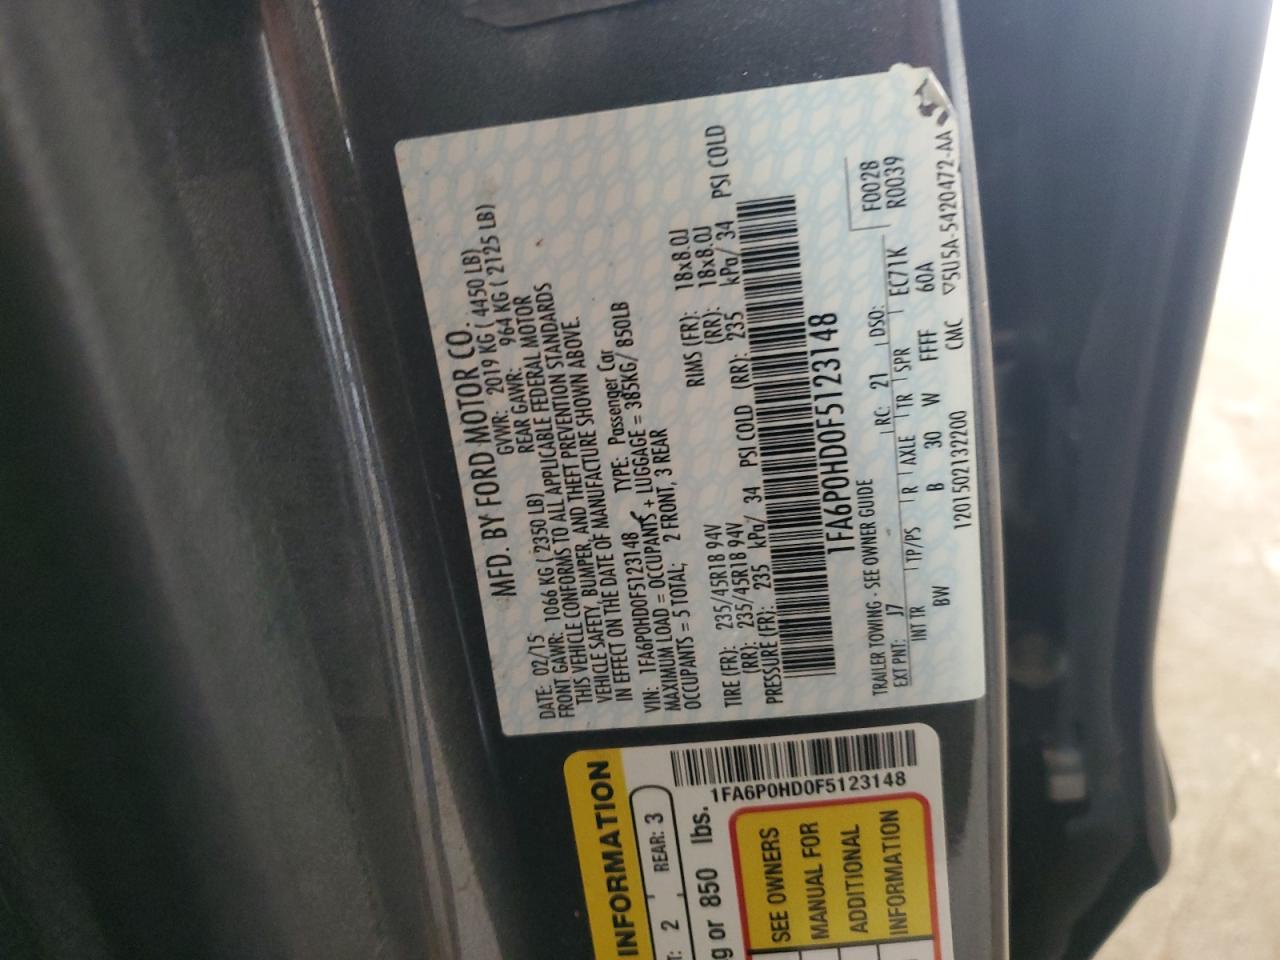 MFD. BY FORD MOTOR CO.
DATE: 02/15 GVWR: 2019 KG ( 4450 LB)
FRONT GAWR: 1066 KG ( 2350 LB) REAR GAWR: 964 KG ( 2125 LB)
THIS VEHICLE CONFORMS TO ALL APPLICABLE FEDERAL MOTOR
VEHICLE SAFETY, BUMPER, AND THEFT PREVENTION STANDARDS
IN EFFECT ON THE DATE OF MANUFACTURE SHOWN ABOVE.
VIN: 1FA6P0HD0F5123148 TYPE: Passenger Car
MAXIMUM LOAD = OCCUPANTS + LUGGAGE = 385KG/ 850LB
OCCUPANTS = 5 TOTAL; 2 FRONT, 3 REAR
TIRE (FR): 235/45R18 94V RIMS (FR): 18x8.0J
(RR): 235/45R18 94V (RR): 18x8.0J
PRESSURE (FR): 235 kPa/ 34 PSI COLD (RR): 235 kPa/ 34 PSI COLD
1FA6P0HD0F5123148
TRAILER TOWING - SEE OWNER GUIDE F0028
EXT PNT: J7 RC: 21 DSO: R0039
INT TR TP/PS R AXLE TR SPR EC71K
BW B 30 W FFFF 60A
1201502132200 CMC ▽5U5A-5420472-AA
INFORMATION
T: 2 REAR: 3
g or 850 lbs.
1FA6P0HD0F5123148
SEE OWNERS
MANUAL FOR
ADDITIONAL
INFORMATION